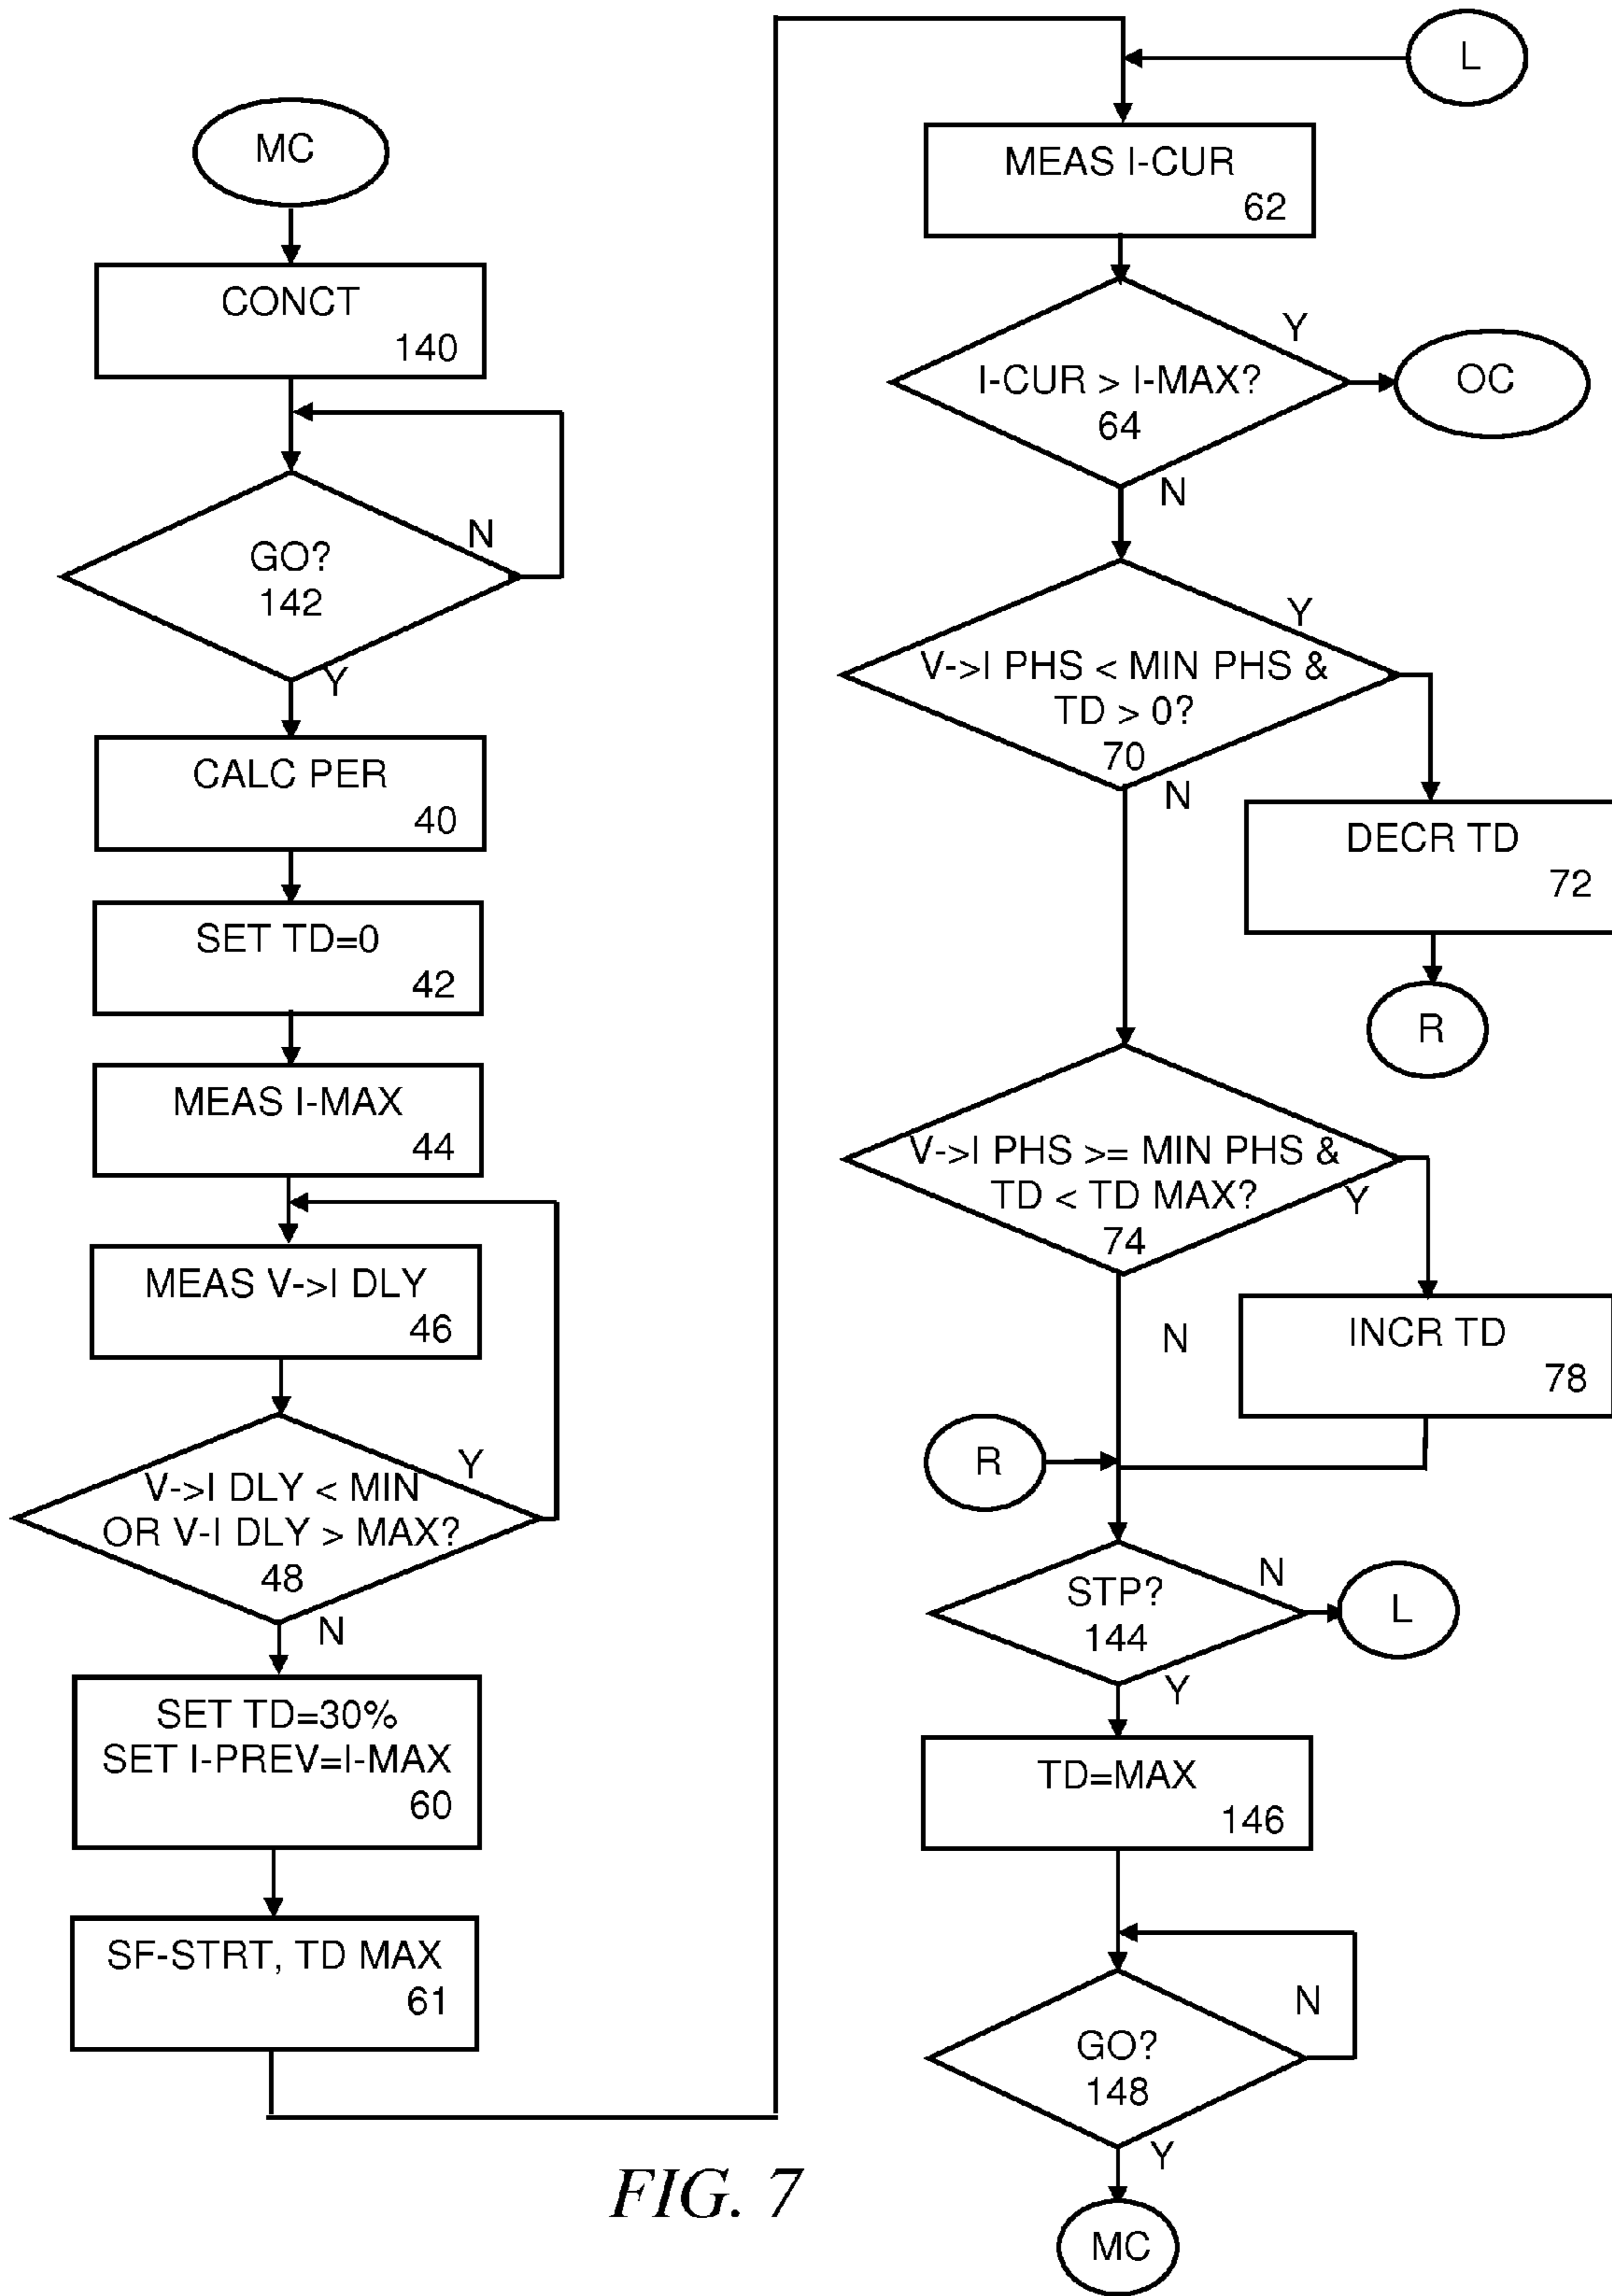 MC
CONCT
140
GO?
142
N
Y
CALC PER
40
SET TD=0
42
MEAS I-MAX
44
MEAS V->I DLY
46
V->I DLY < MIN
OR V-I DLY > MAX?
48
Y
N
SET TD=30%
SET I-PREV=I-MAX
60
SF-STRT, TD MAX
61
L
MEAS I-CUR
62
I-CUR > I-MAX?
64
Y
OC
N
V->I PHS < MIN PHS &
TD > 0?
70
Y
N
DECR TD
72
R
V->I PHS >= MIN PHS &
TD < TD MAX?
74
Y
N
INCR TD
78
R
STP?
144
N
L
Y
TD=MAX
146
GO?
148
N
Y
MC
FIG. 7